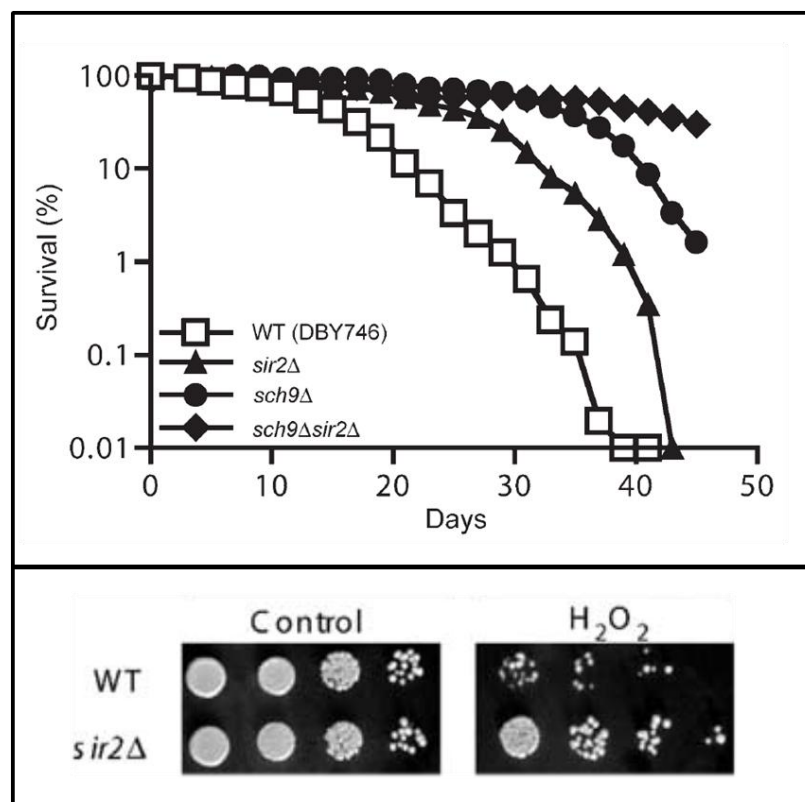 100
10
1
0.1
0.01
Survival (%)
WT (DBY746)
sir2Δ
sch9Δ
sch9Δsir2Δ
0 10 20 30 40 50
Days
Control H₂O₂
WT
sir2Δ